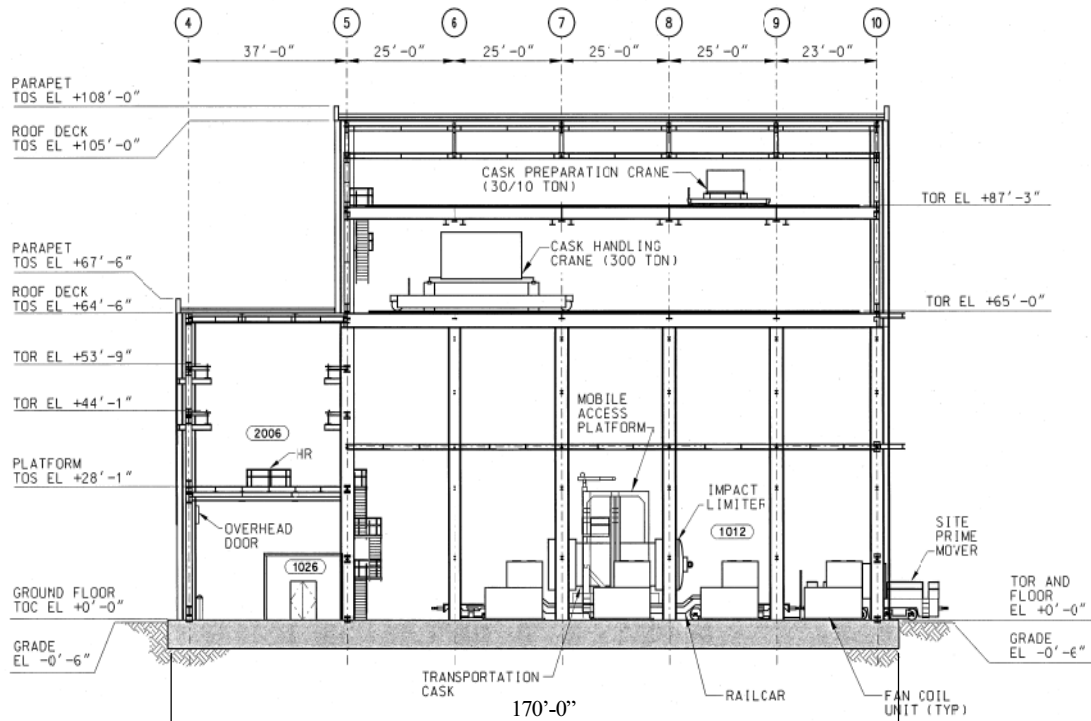 4
5
6
7
8
9
10
37'-0"
25'-0"
25'-0"
25'-0"
25'-0"
23'-0"
PARAPET
TOS EL +108'-0"
ROOF DECK
TOS EL +105'-0"
CASK PREPARATION CRANE
(30/10 TON)
TOR EL +87'-3"
PARAPET
TOS EL +67'-6"
ROOF DECK
TOS EL +64'-6"
CASK HANDLING
CRANE (300 TON)
TOR EL +65'-0"
TOR EL +53'-9"
TOR EL +44'-1"
2006
HR
MOBILE
ACCESS
PLATFORM
PLATFORM
TOS EL +28'-1"
IMPACT
LIMITER
1012
OVERHEAD
DOOR
1026
SITE
PRIME
MOVER
GROUND FLOOR
TOC EL +0'-0"
TOR AND
FLOOR
EL +0'-0"
GRADE
EL -0'-6"
GRADE
EL -0'-6"
TRANSPORTATION
CASK
RAILCAR
FAN COIL
UNIT (TYP)
170'-0"